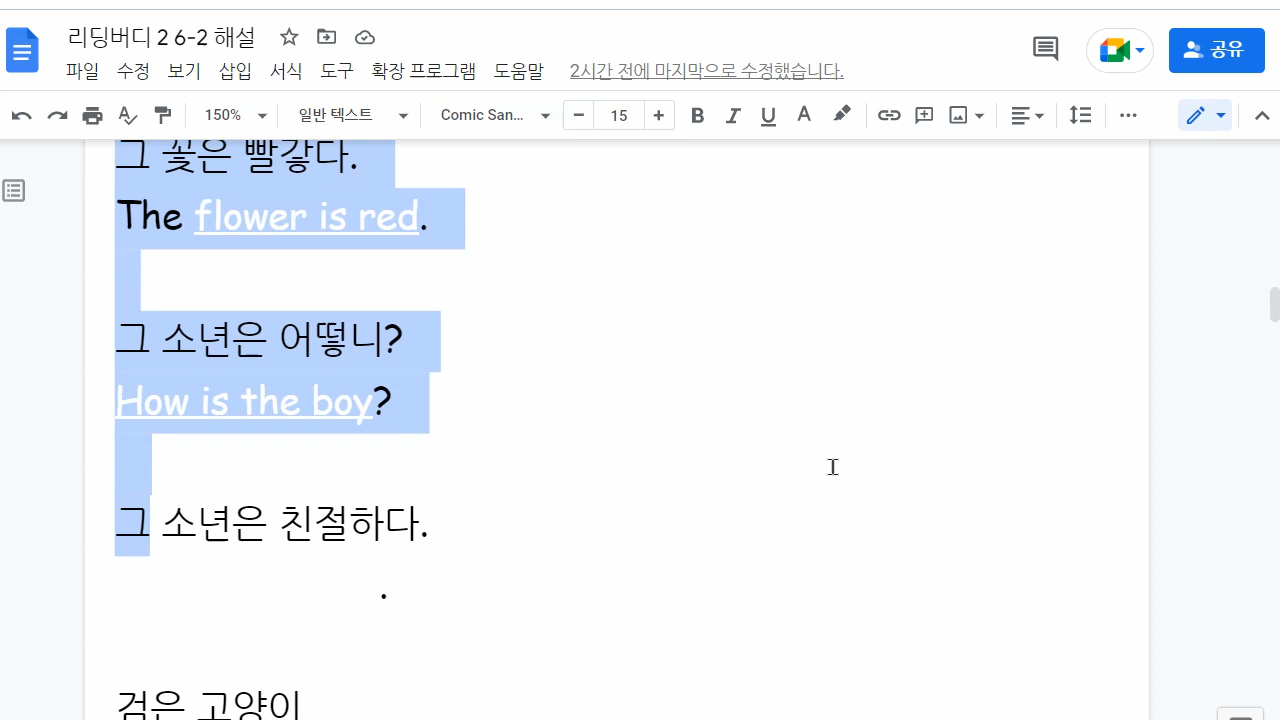 리딩버디 2 6-2 해설
파일 수정 보기 삽입 서식 도구 확장 프로그램 도움말 2시간 전에 마지막으로 수정했습니다.
공유
150% 일반 텍스트 Comic San... 15 B I U A
그 꽃은 빨갛다.
The flower is red.
그 소년은 어떻니?
How is the boy?
그 소년은 친절하다.
.
검은 고양이